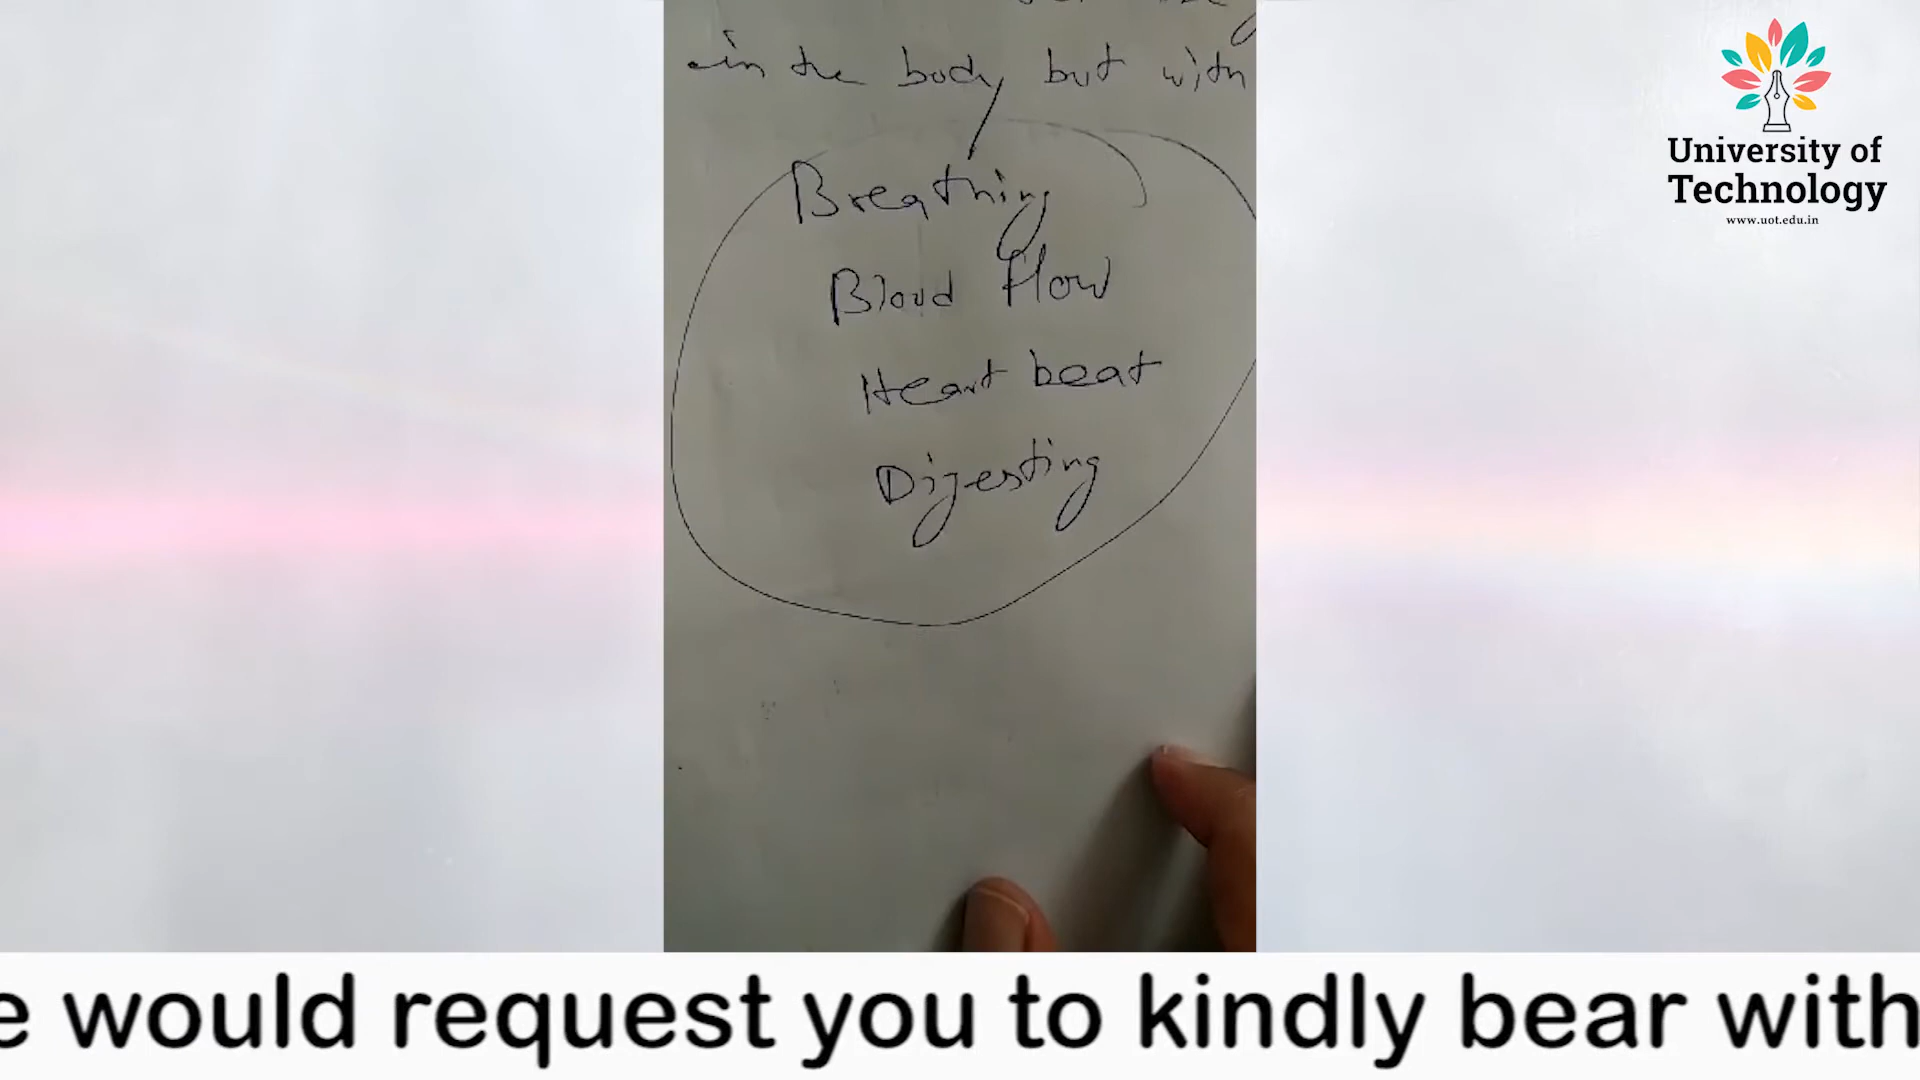 in the body but with
Breathing
Blood Flow
Heart beat
Digesting
University of
Technology
www.uot.edu.in
e would request you to kindly bear with